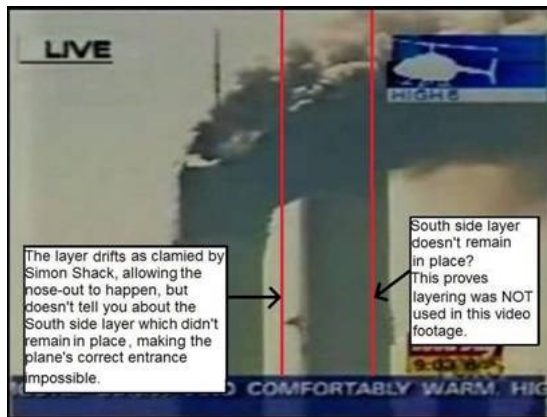 LIVE
HIGH 5
South side layer
doesn't remain
in place?
This proves
layering was NOT
used in this video
footage.
The layer drifts as clamied by
Simon Shack, allowing the
nose-out to happen, but
doesn't tell you about the
South side layer which didn't
remain in place, making the
plane's correct entrance
impossible.
9:03
COMFORTABLY WARM. HIG